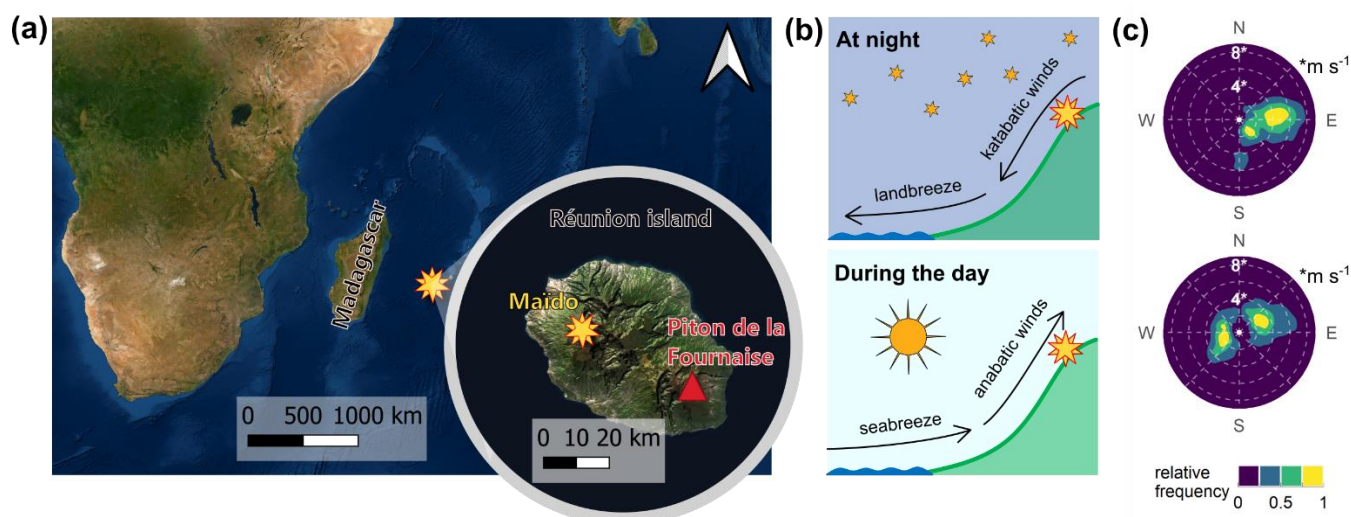 (a)
Madagascar
Réunion island
Maïdo
Piton de la
Fournaise
0 500 1000 km
0 10 20 km
(b)
At night
katabatic winds
landbreeze
During the day
anabatic winds
seabreeze
(c)
N
8*
*m s⁻¹
4*
W
E
S
N
8*
*m s⁻¹
4*
W
E
S
relative
frequency
0 0.5 1